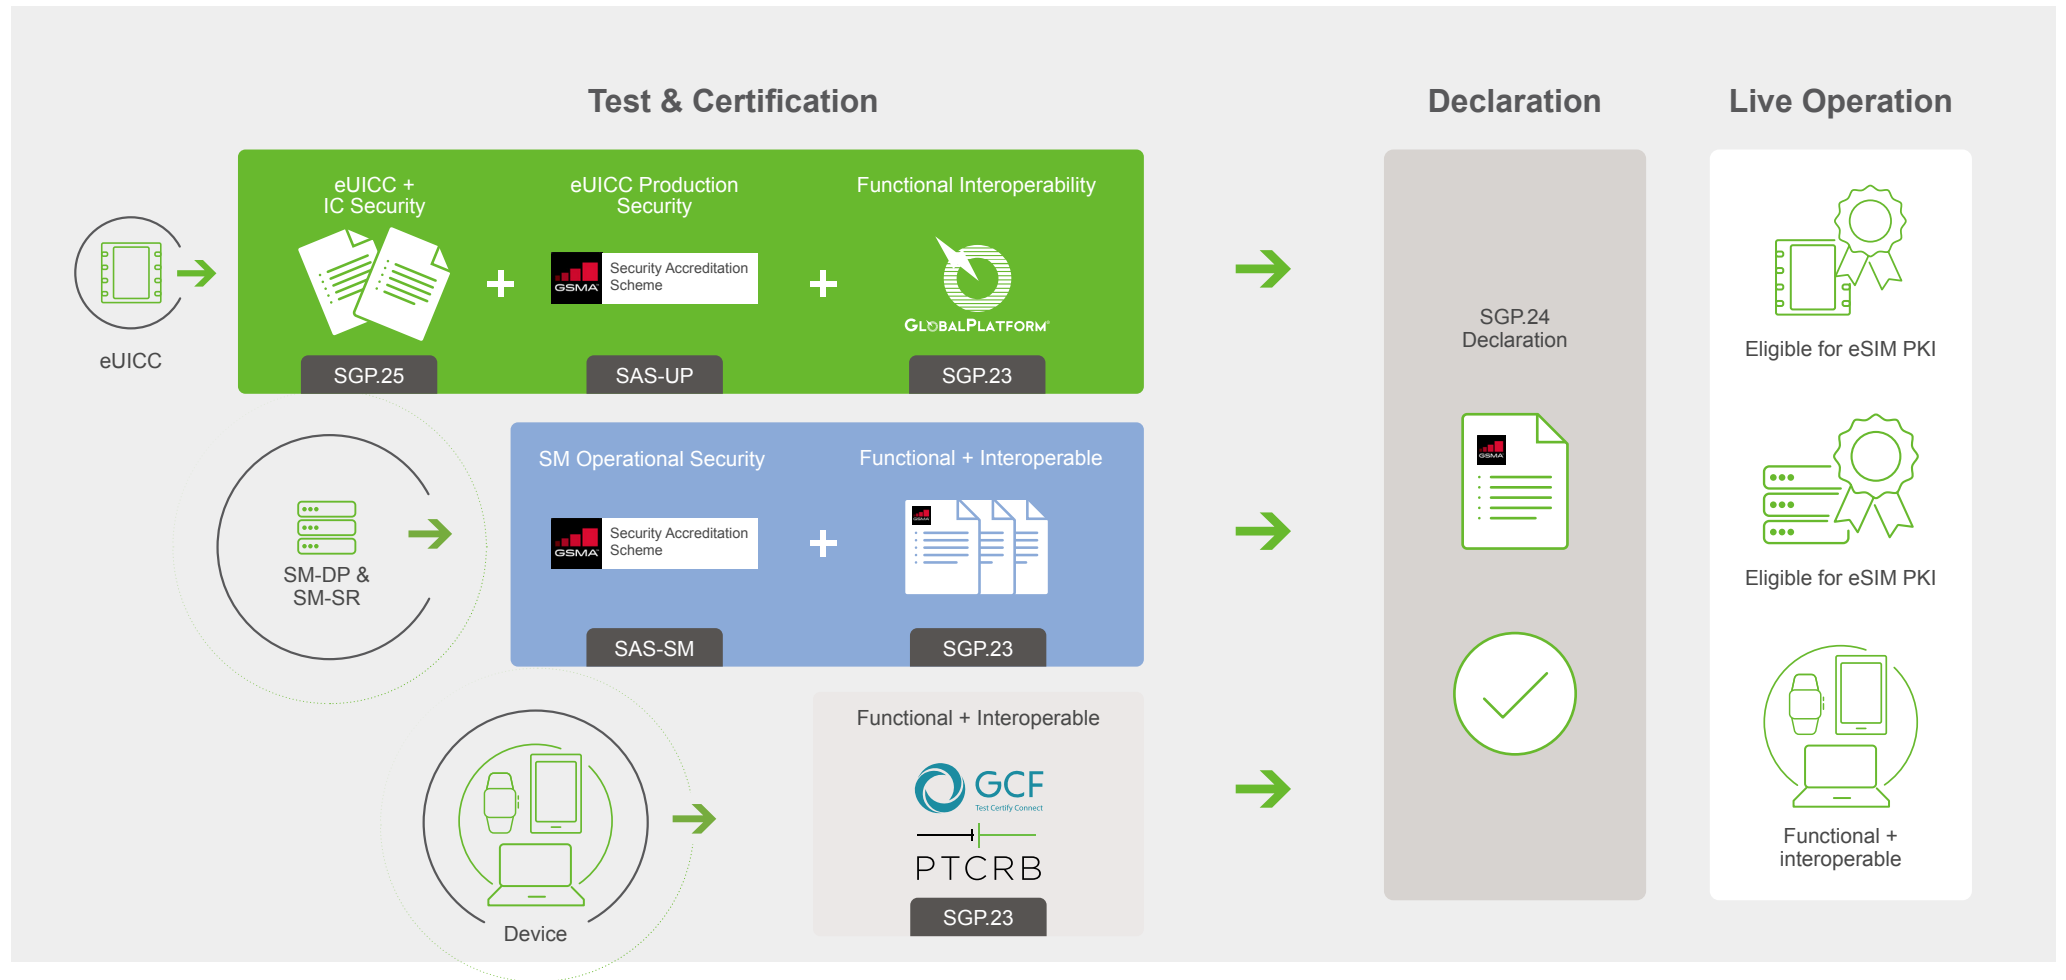 Test & Certification
Declaration
Live Operation
eUICC
eUICC +
IC Security
SGP.25
eUICC Production
Security
GSMA
Security Accreditation
Scheme
SAS-UP
Functional Interoperability
GLOBALPLATFORM®
SGP.23
SM-DP &
SM-SR
SM Operational Security
GSMA
Security Accreditation
Scheme
SAS-SM
Functional + Interoperable
GSMA
SGP.23
Device
Functional + Interoperable
GCF
Test Certify Connect
PTCRB
SGP.23
SGP.24
Declaration
GSMA
Eligible for eSIM PKI
Eligible for eSIM PKI
Functional +
interoperable